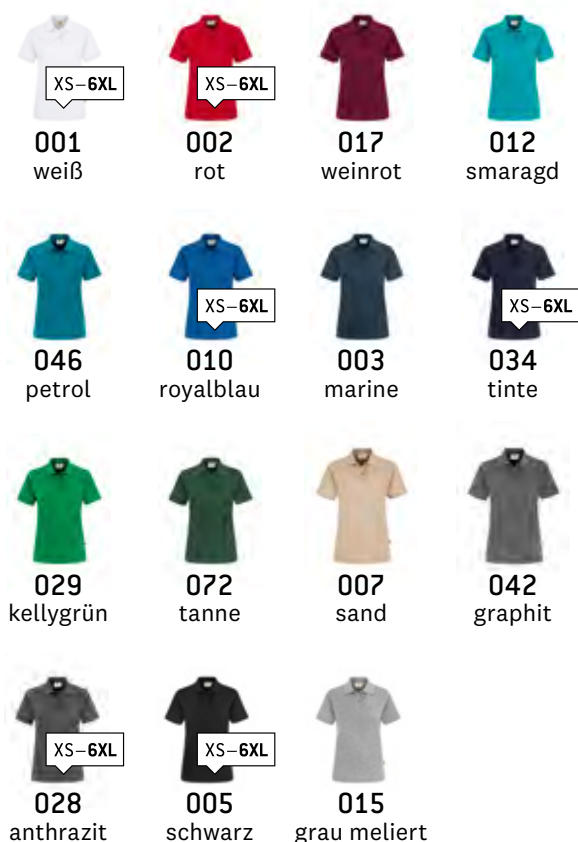 XS–6XL
001
weiß
XS–6XL
002
rot
017
weinrot
012
smaragd
046
petrol
XS–6XL
010
royalblau
003
marine
XS–6XL
034
tinte
029
kellygrün
072
tanne
007
sand
042
graphit
XS–6XL
028
anthrazit
XS–6XL
005
schwarz
015
grau meliert